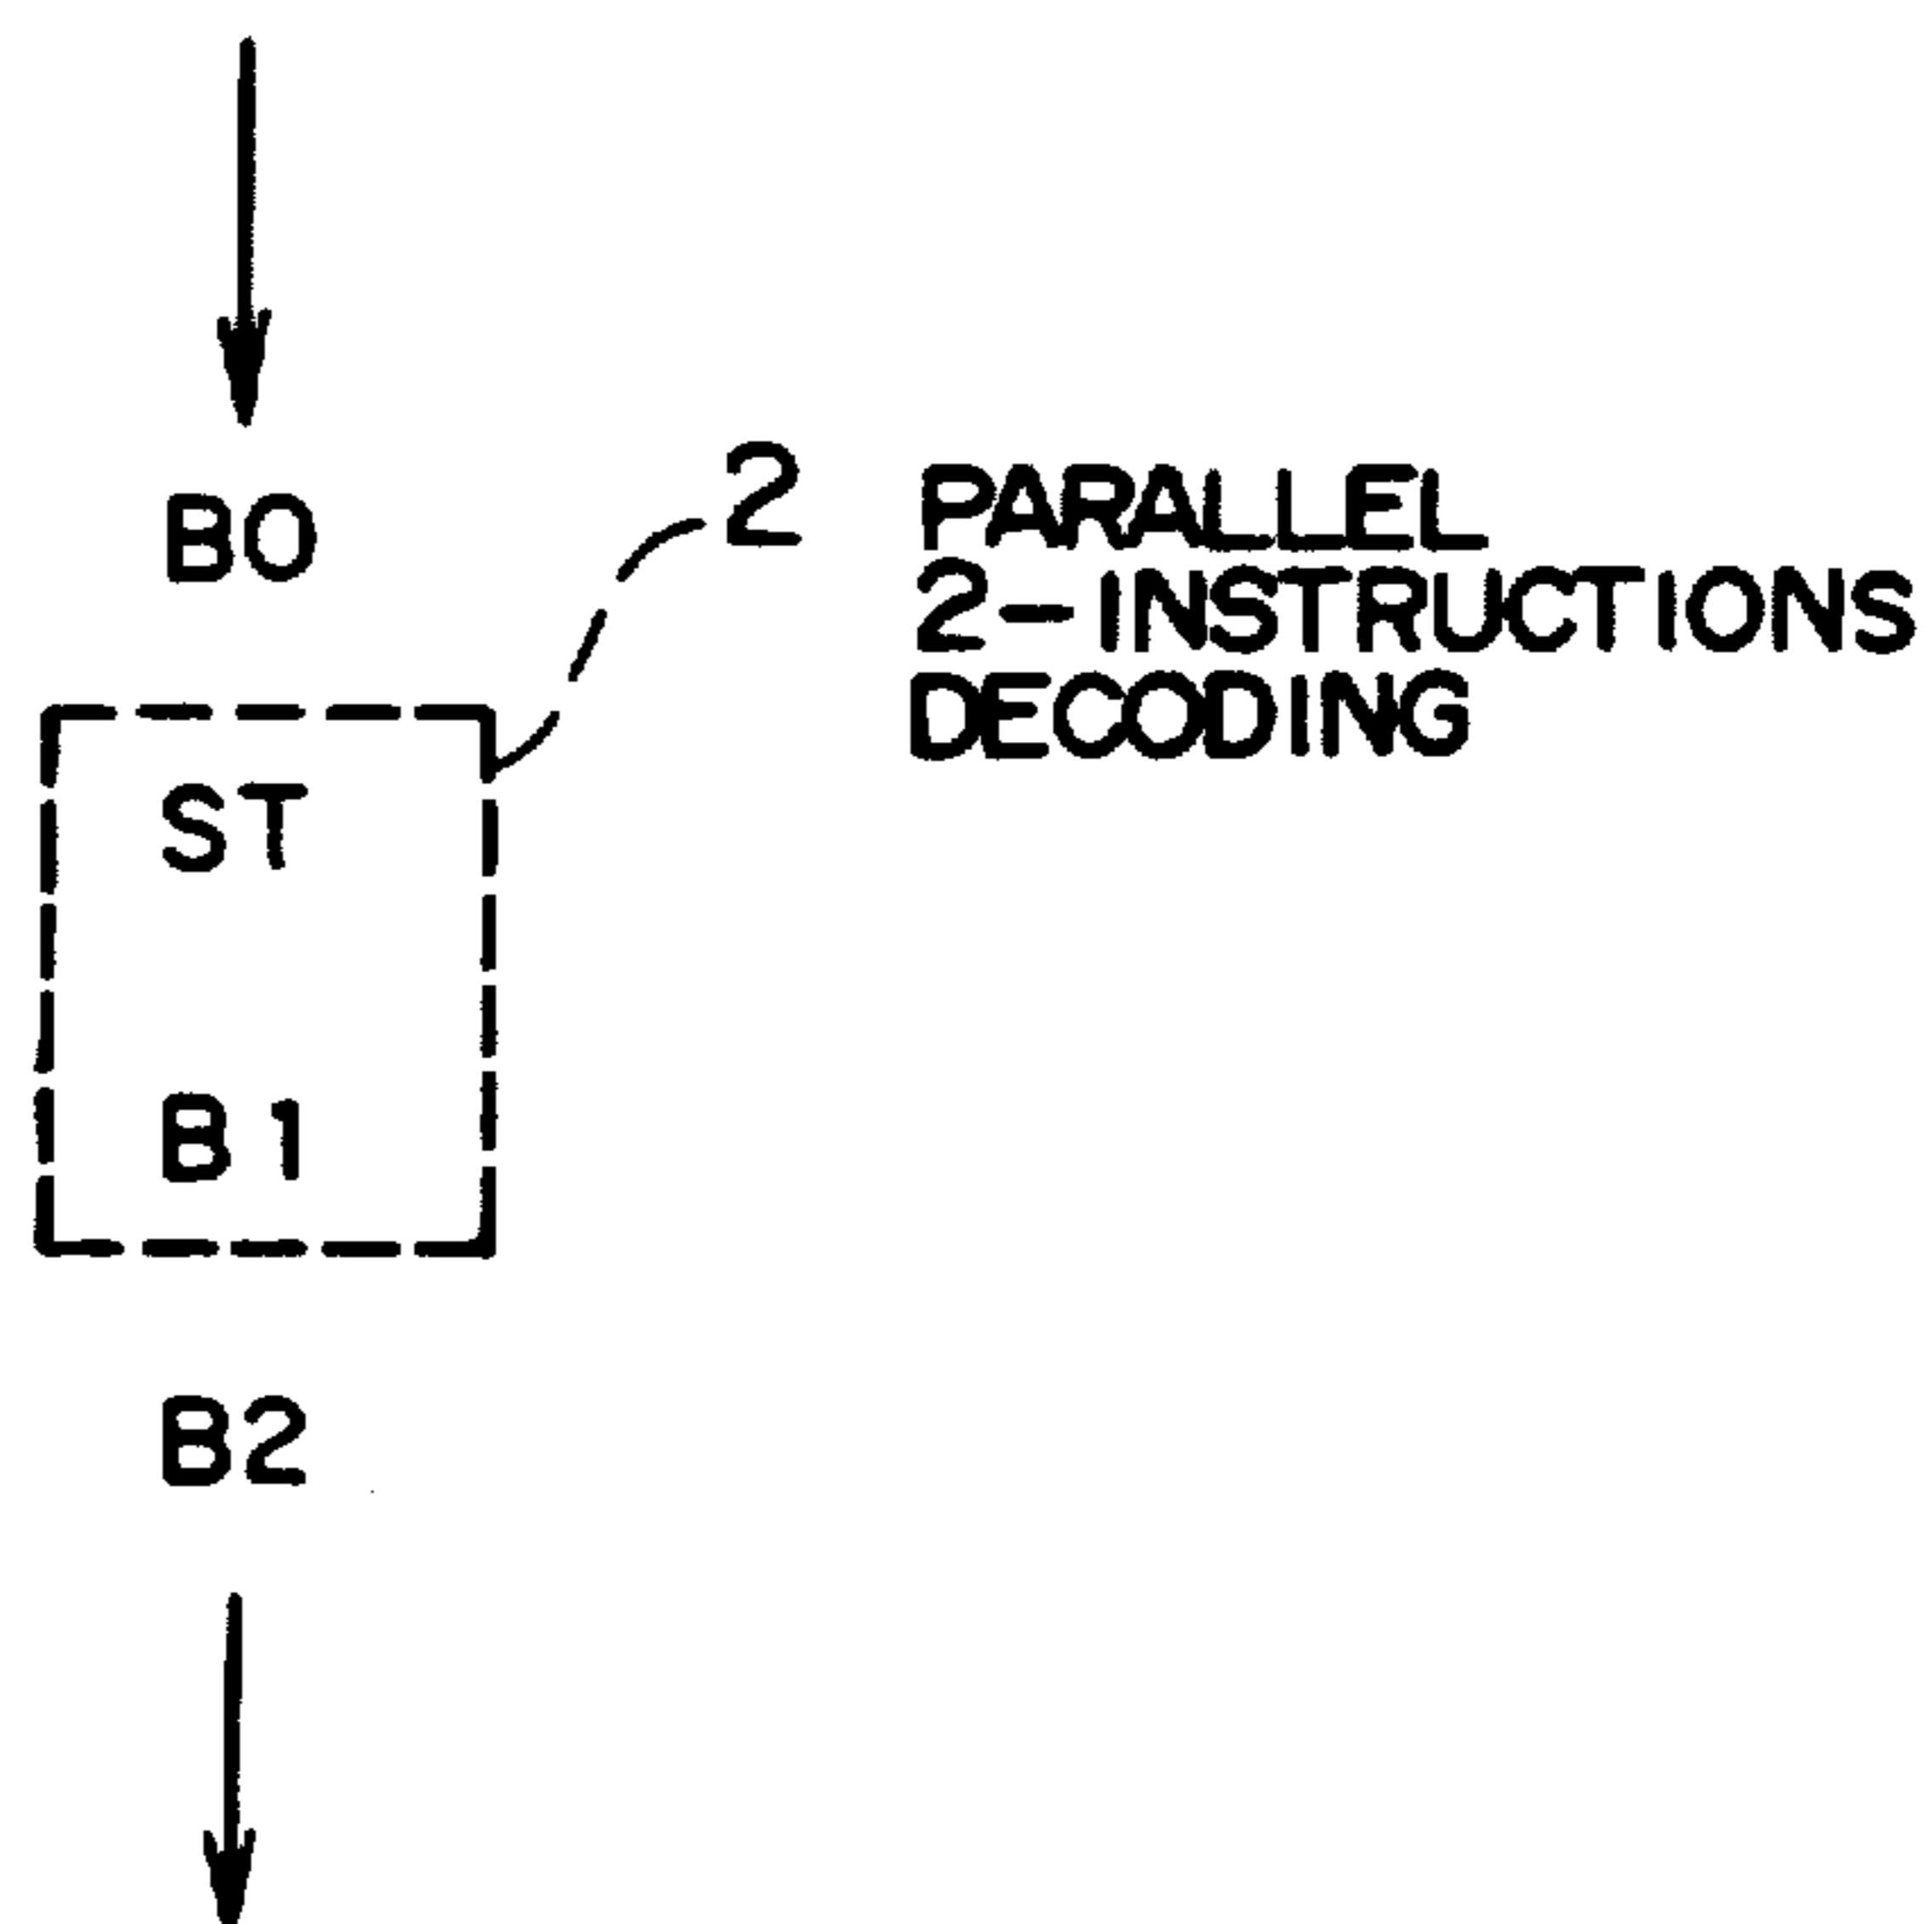 B0
2
PARALLEL
2-INSTRUCTIONS
DECODING
ST
B1
B2